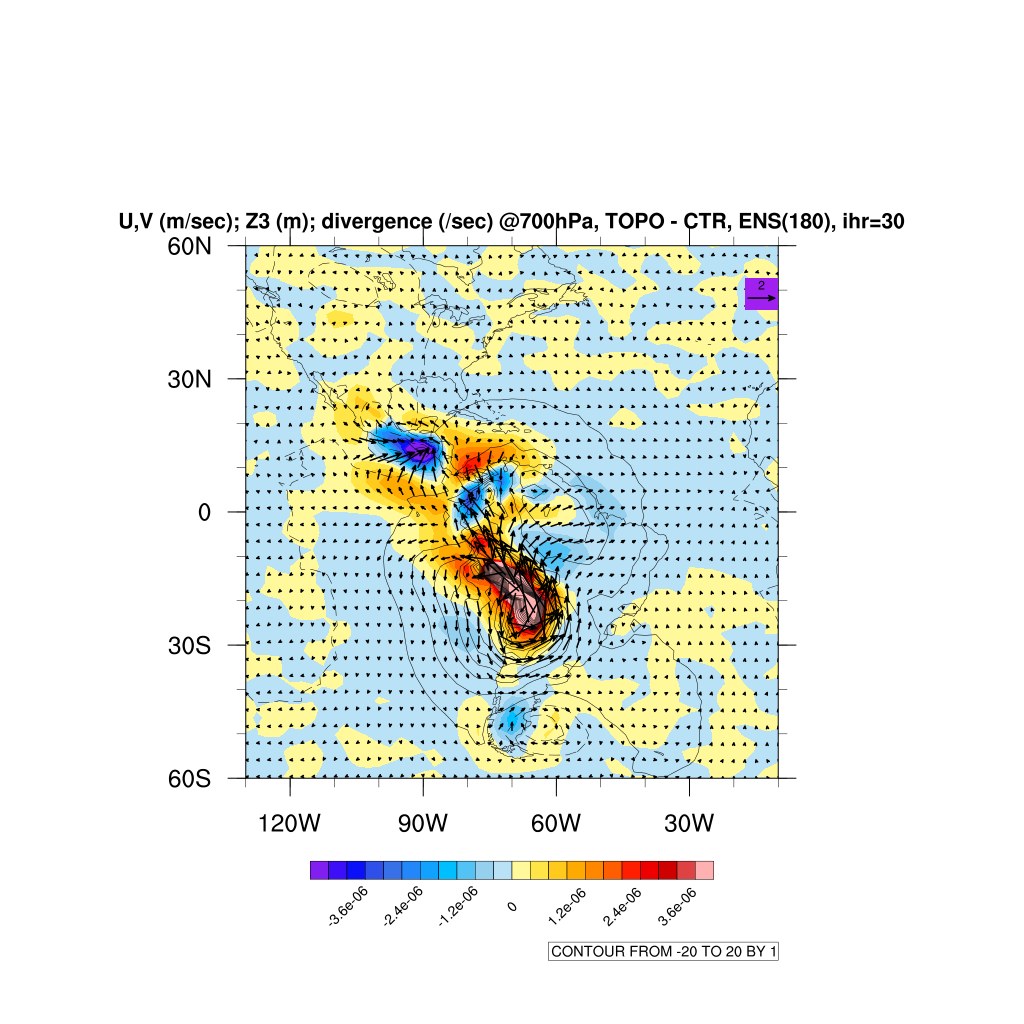 U,V (m/sec); Z3 (m); divergence (/sec) @700hPa, TOPO - CTR, ENS(180), ihr=30
60N
2
30N
0
30S
60S
120W 90W 60W 30W
-3.6e-06 -2.4e-06 -1.2e-06 0 1.2e-06 2.4e-06 3.6e-06
CONTOUR FROM -20 TO 20 BY 1